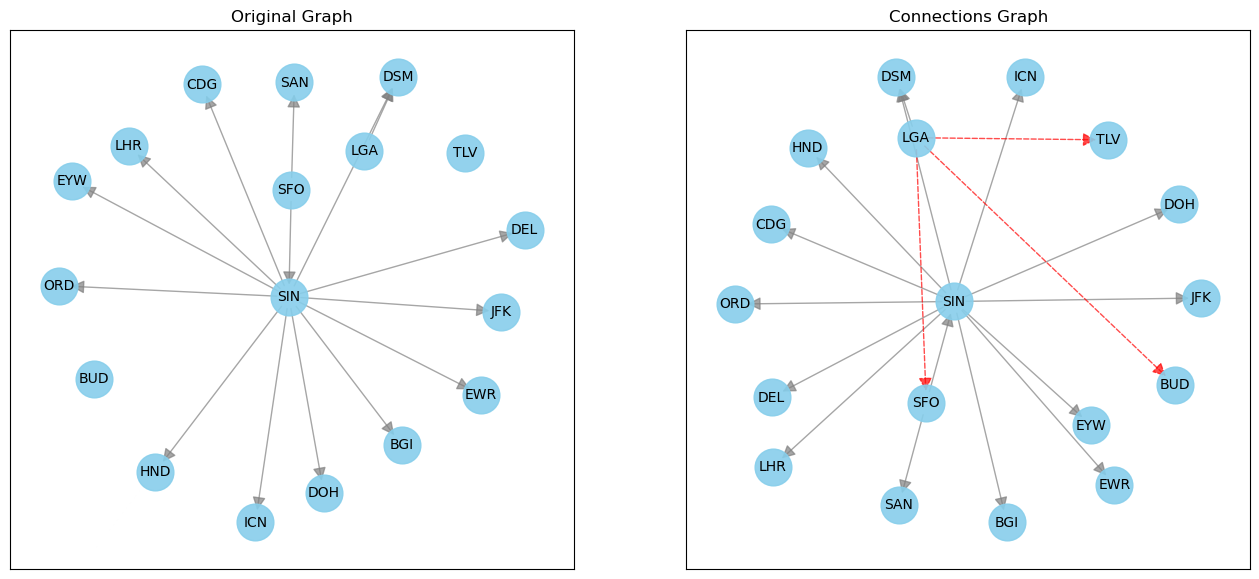 Original Graph
CDG
SAN
DSM
LHR
LGA
TLV
EYW
SFO
DEL
ORD
SIN
JFK
BUD
EWR
BGI
HND
DOH
ICN
Connections Graph
DSM
ICN
LGA
TLV
HND
DOH
CDG
ORD
SIN
JFK
BUD
DEL
SFO
EYW
LHR
EWR
SAN
BGI